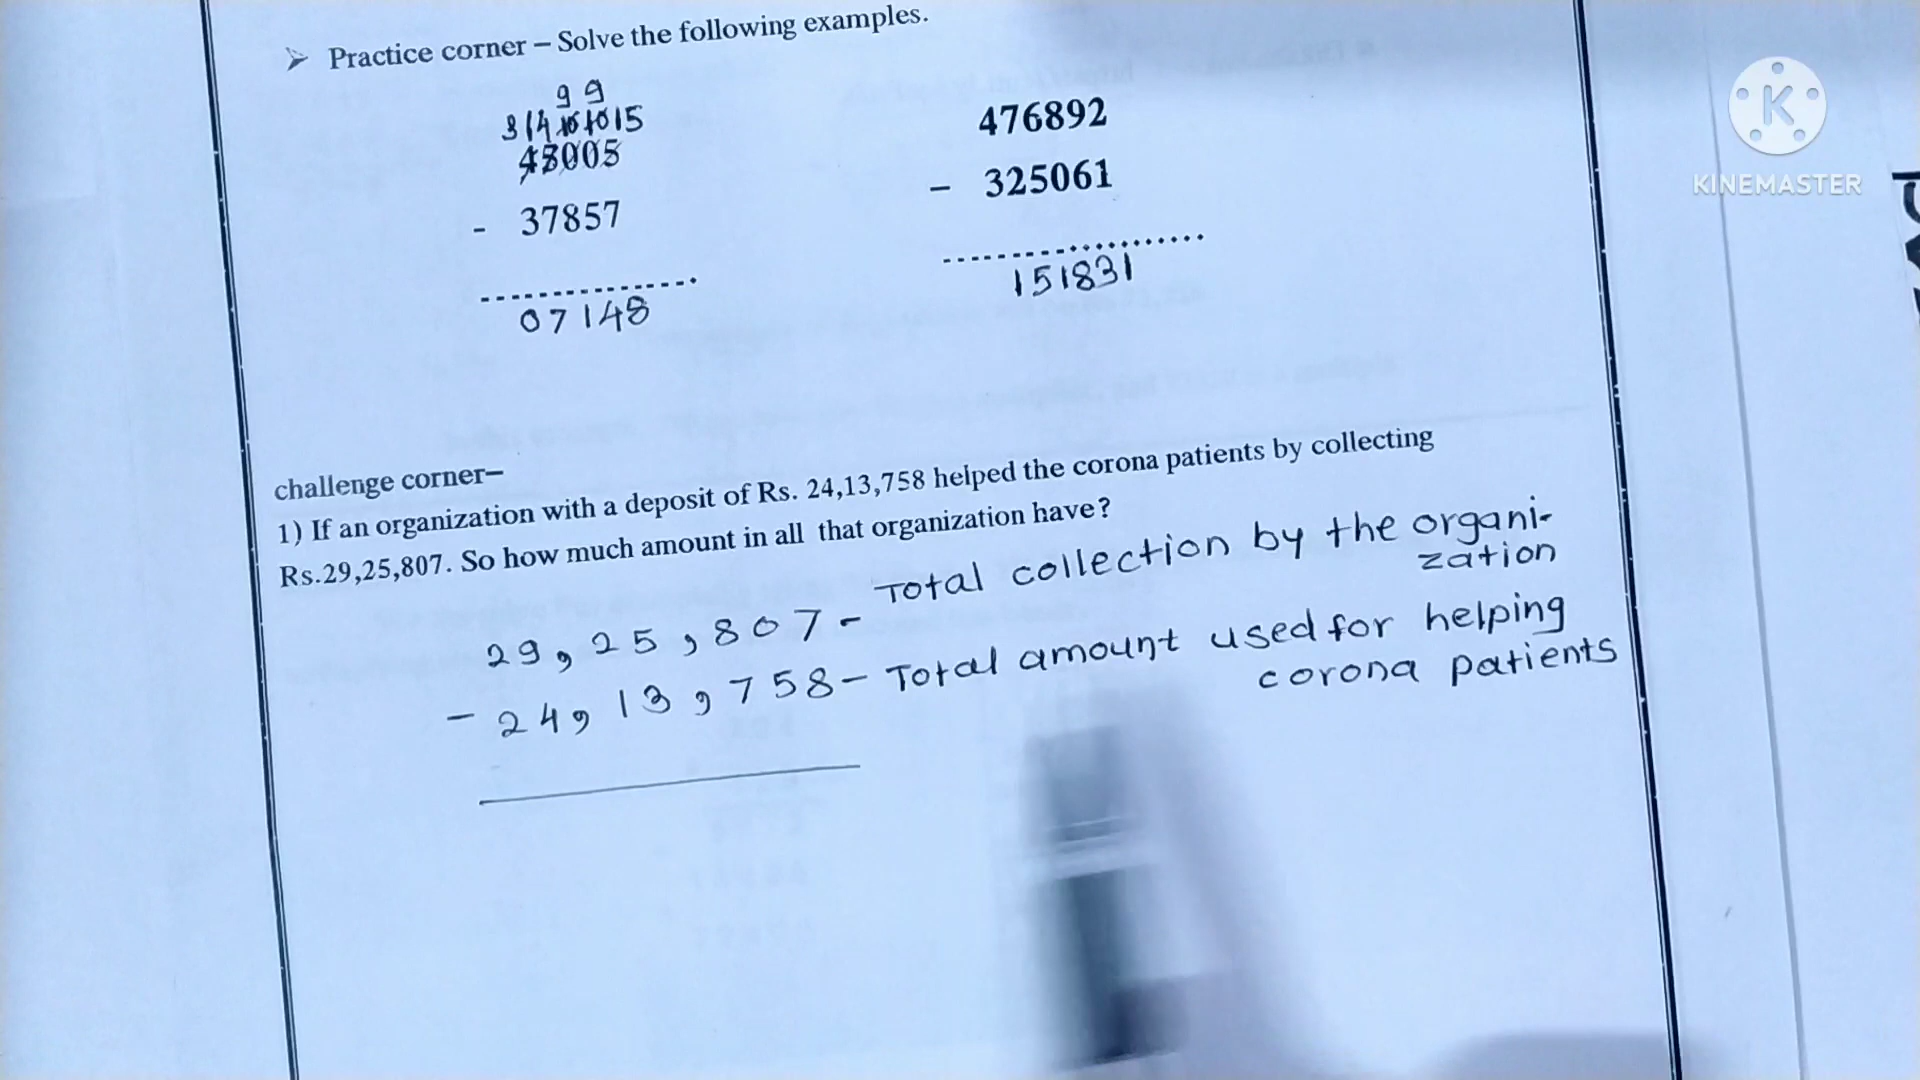 ➤ Practice corner – Solve the following examples.
9 9
3 14 10 10 15
45005
- 37857
...............
07148
476892
- 325061
....................
151831
challenge corner–
1) If an organization with a deposit of Rs. 24,13,758 helped the corona patients by collecting
Rs.29,25,807. So how much amount in all that organization have?
29,25,807 - Total collection by the organi-
zation
- 24,13,758 - Total amount used for helping
corona patients
K
KINEMASTER